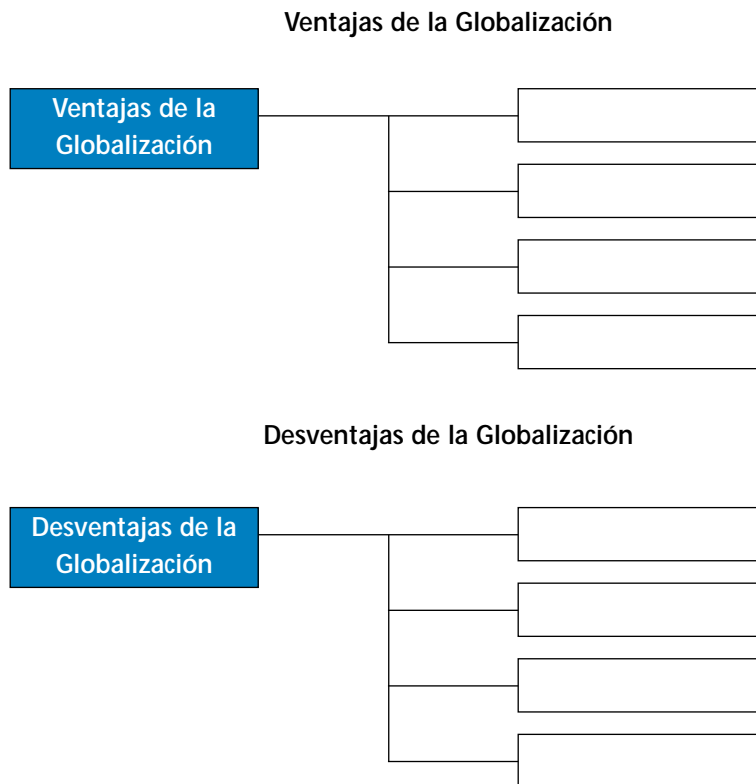 Ventajas de la Globalización
Ventajas de la
Globalización
Desventajas de la Globalización
Desventajas de la
Globalización